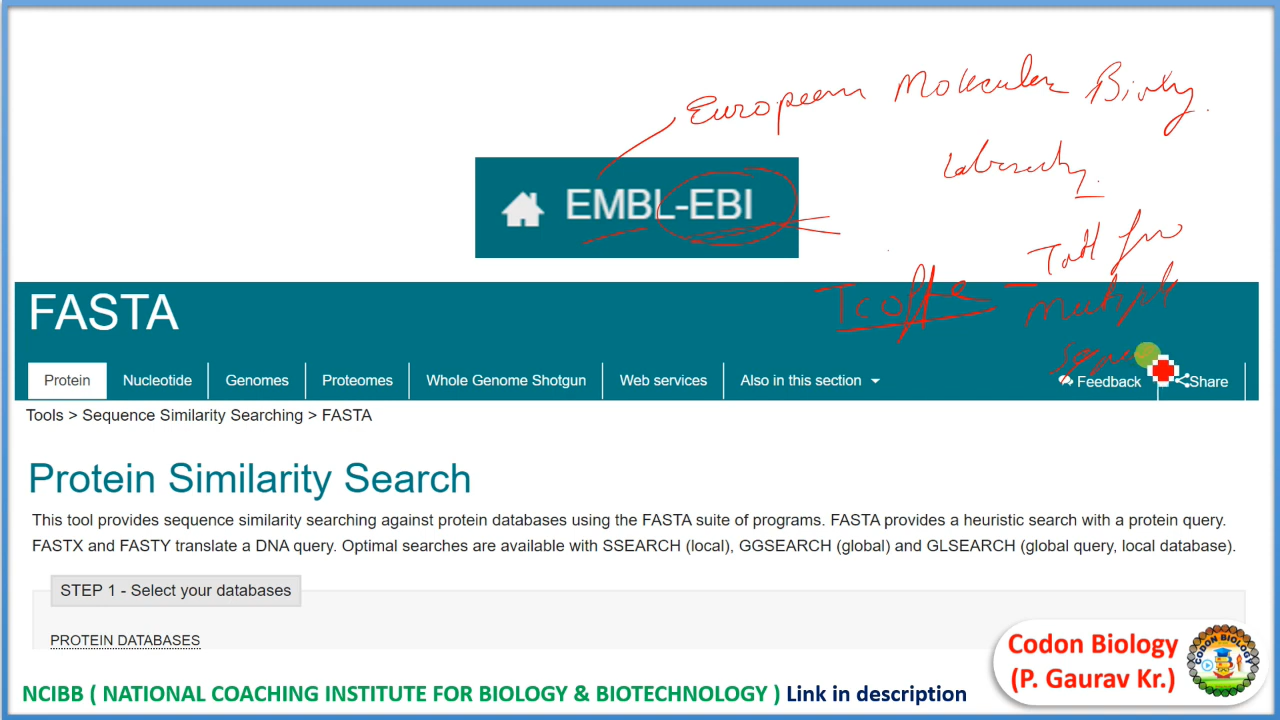 European Molecular Biology
Laboratory
EMBL-EBI
Tool for
Tcoffe - multiple
FASTA
Protein Nucleotide Genomes Proteomes Whole Genome Shotgun Web services Also in this section Feedback Share
Tools > Sequence Similarity Searching > FASTA
Protein Similarity Search
This tool provides sequence similarity searching against protein databases using the FASTA suite of programs. FASTA provides a heuristic search with a protein query.
FASTX and FASTY translate a DNA query. Optimal searches are available with SSEARCH (local), GGSEARCH (global) and GLSEARCH (global query, local database).
STEP 1 - Select your databases
PROTEIN DATABASES
Codon Biology
(P. Gaurav Kr.)
CODON BIOLOGY
NCIBB ( NATIONAL COACHING INSTITUTE FOR BIOLOGY & BIOTECHNOLOGY ) Link in description